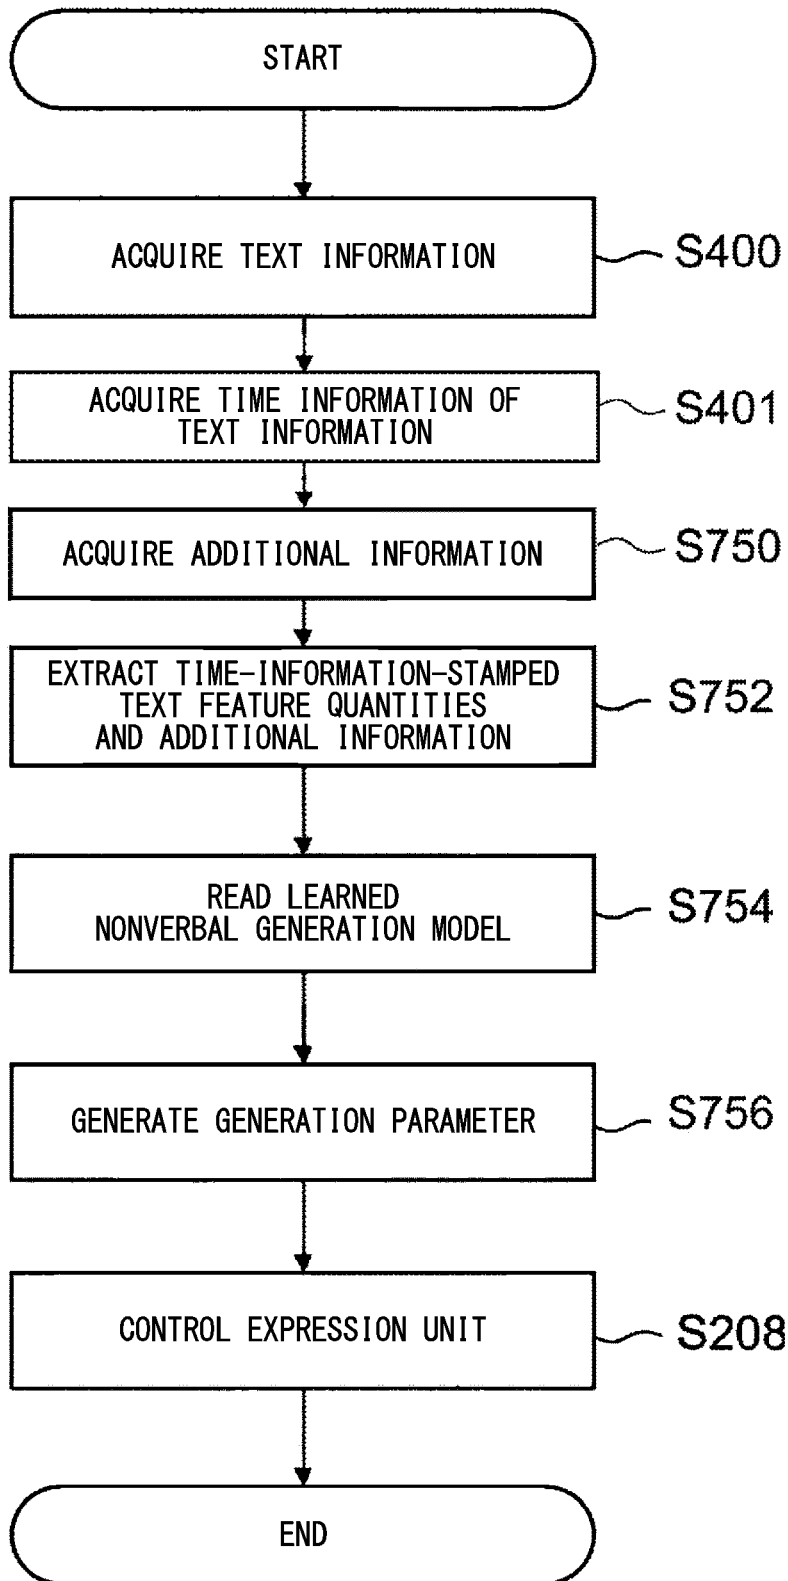 START
ACQUIRE TEXT INFORMATION
S400
ACQUIRE TIME INFORMATION OF
TEXT INFORMATION
S401
ACQUIRE ADDITIONAL INFORMATION
S750
EXTRACT TIME-INFORMATION-STAMPED
TEXT FEATURE QUANTITIES
AND ADDITIONAL INFORMATION
S752
READ LEARNED
NONVERBAL GENERATION MODEL
S754
GENERATE GENERATION PARAMETER
S756
CONTROL EXPRESSION UNIT
S208
END